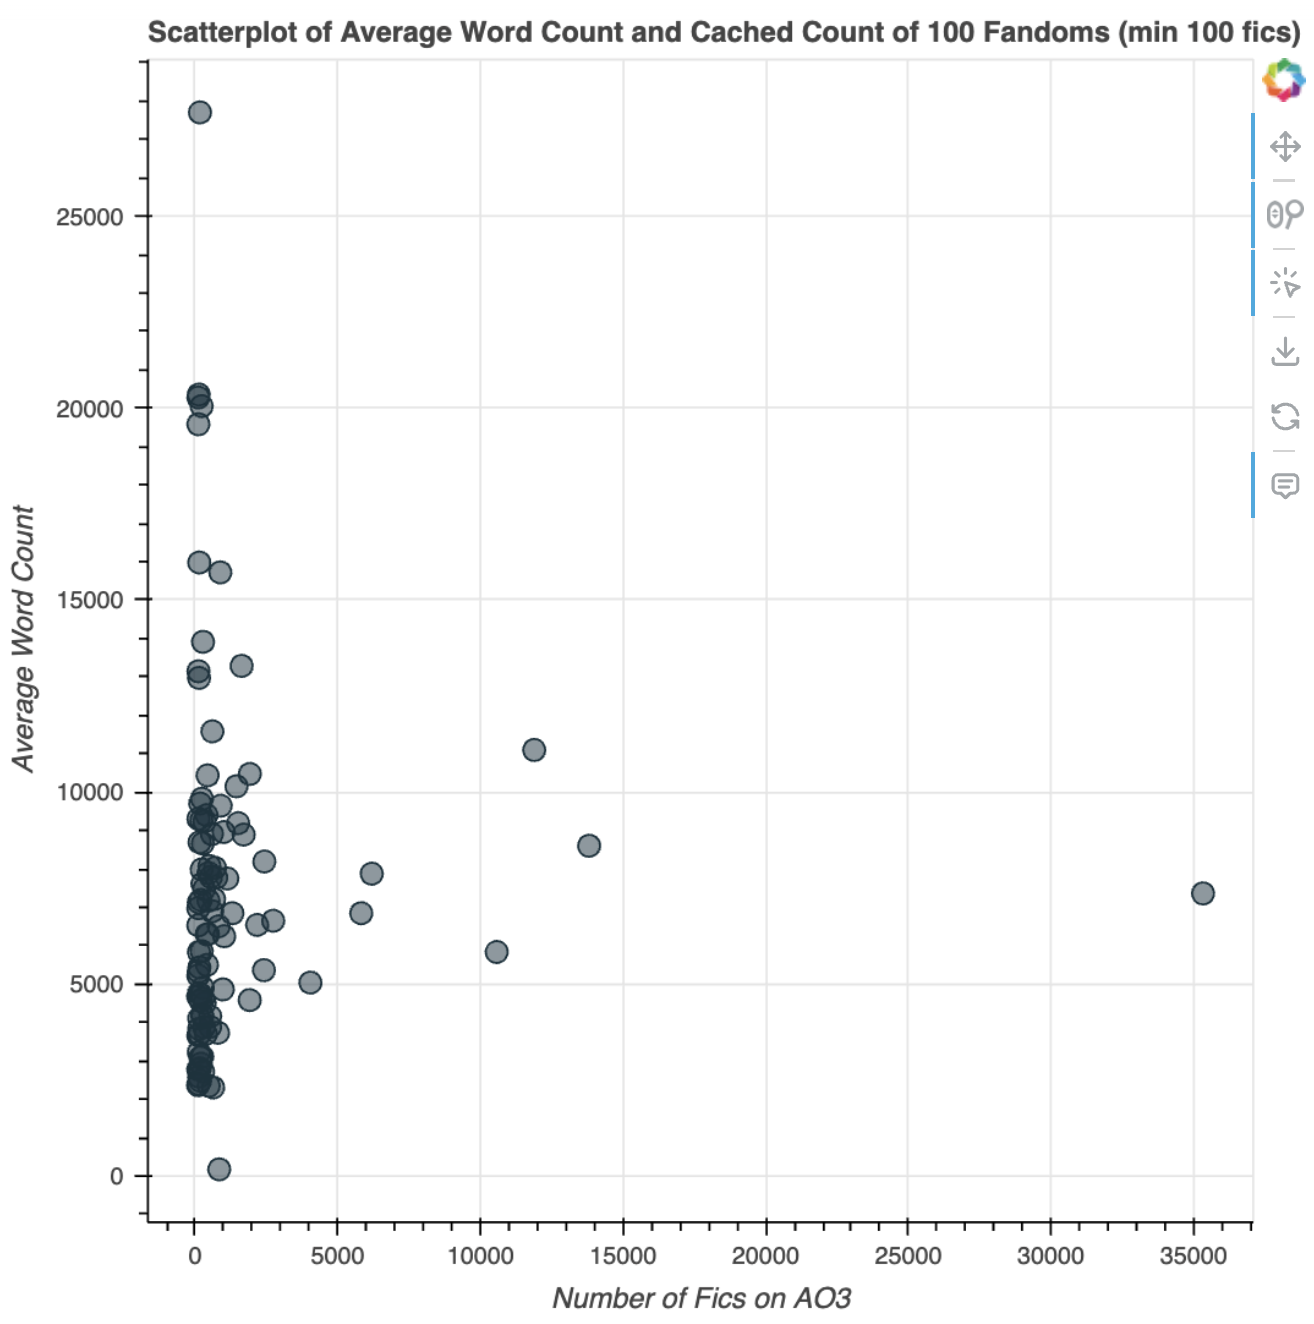 Scatterplot of Average Word Count and Cached Count of 100 Fandoms (min 100 fics)
25000
20000
15000
10000
5000
0
Average Word Count
0 5000 10000 15000 20000 25000 30000 35000
Number of Fics on AO3